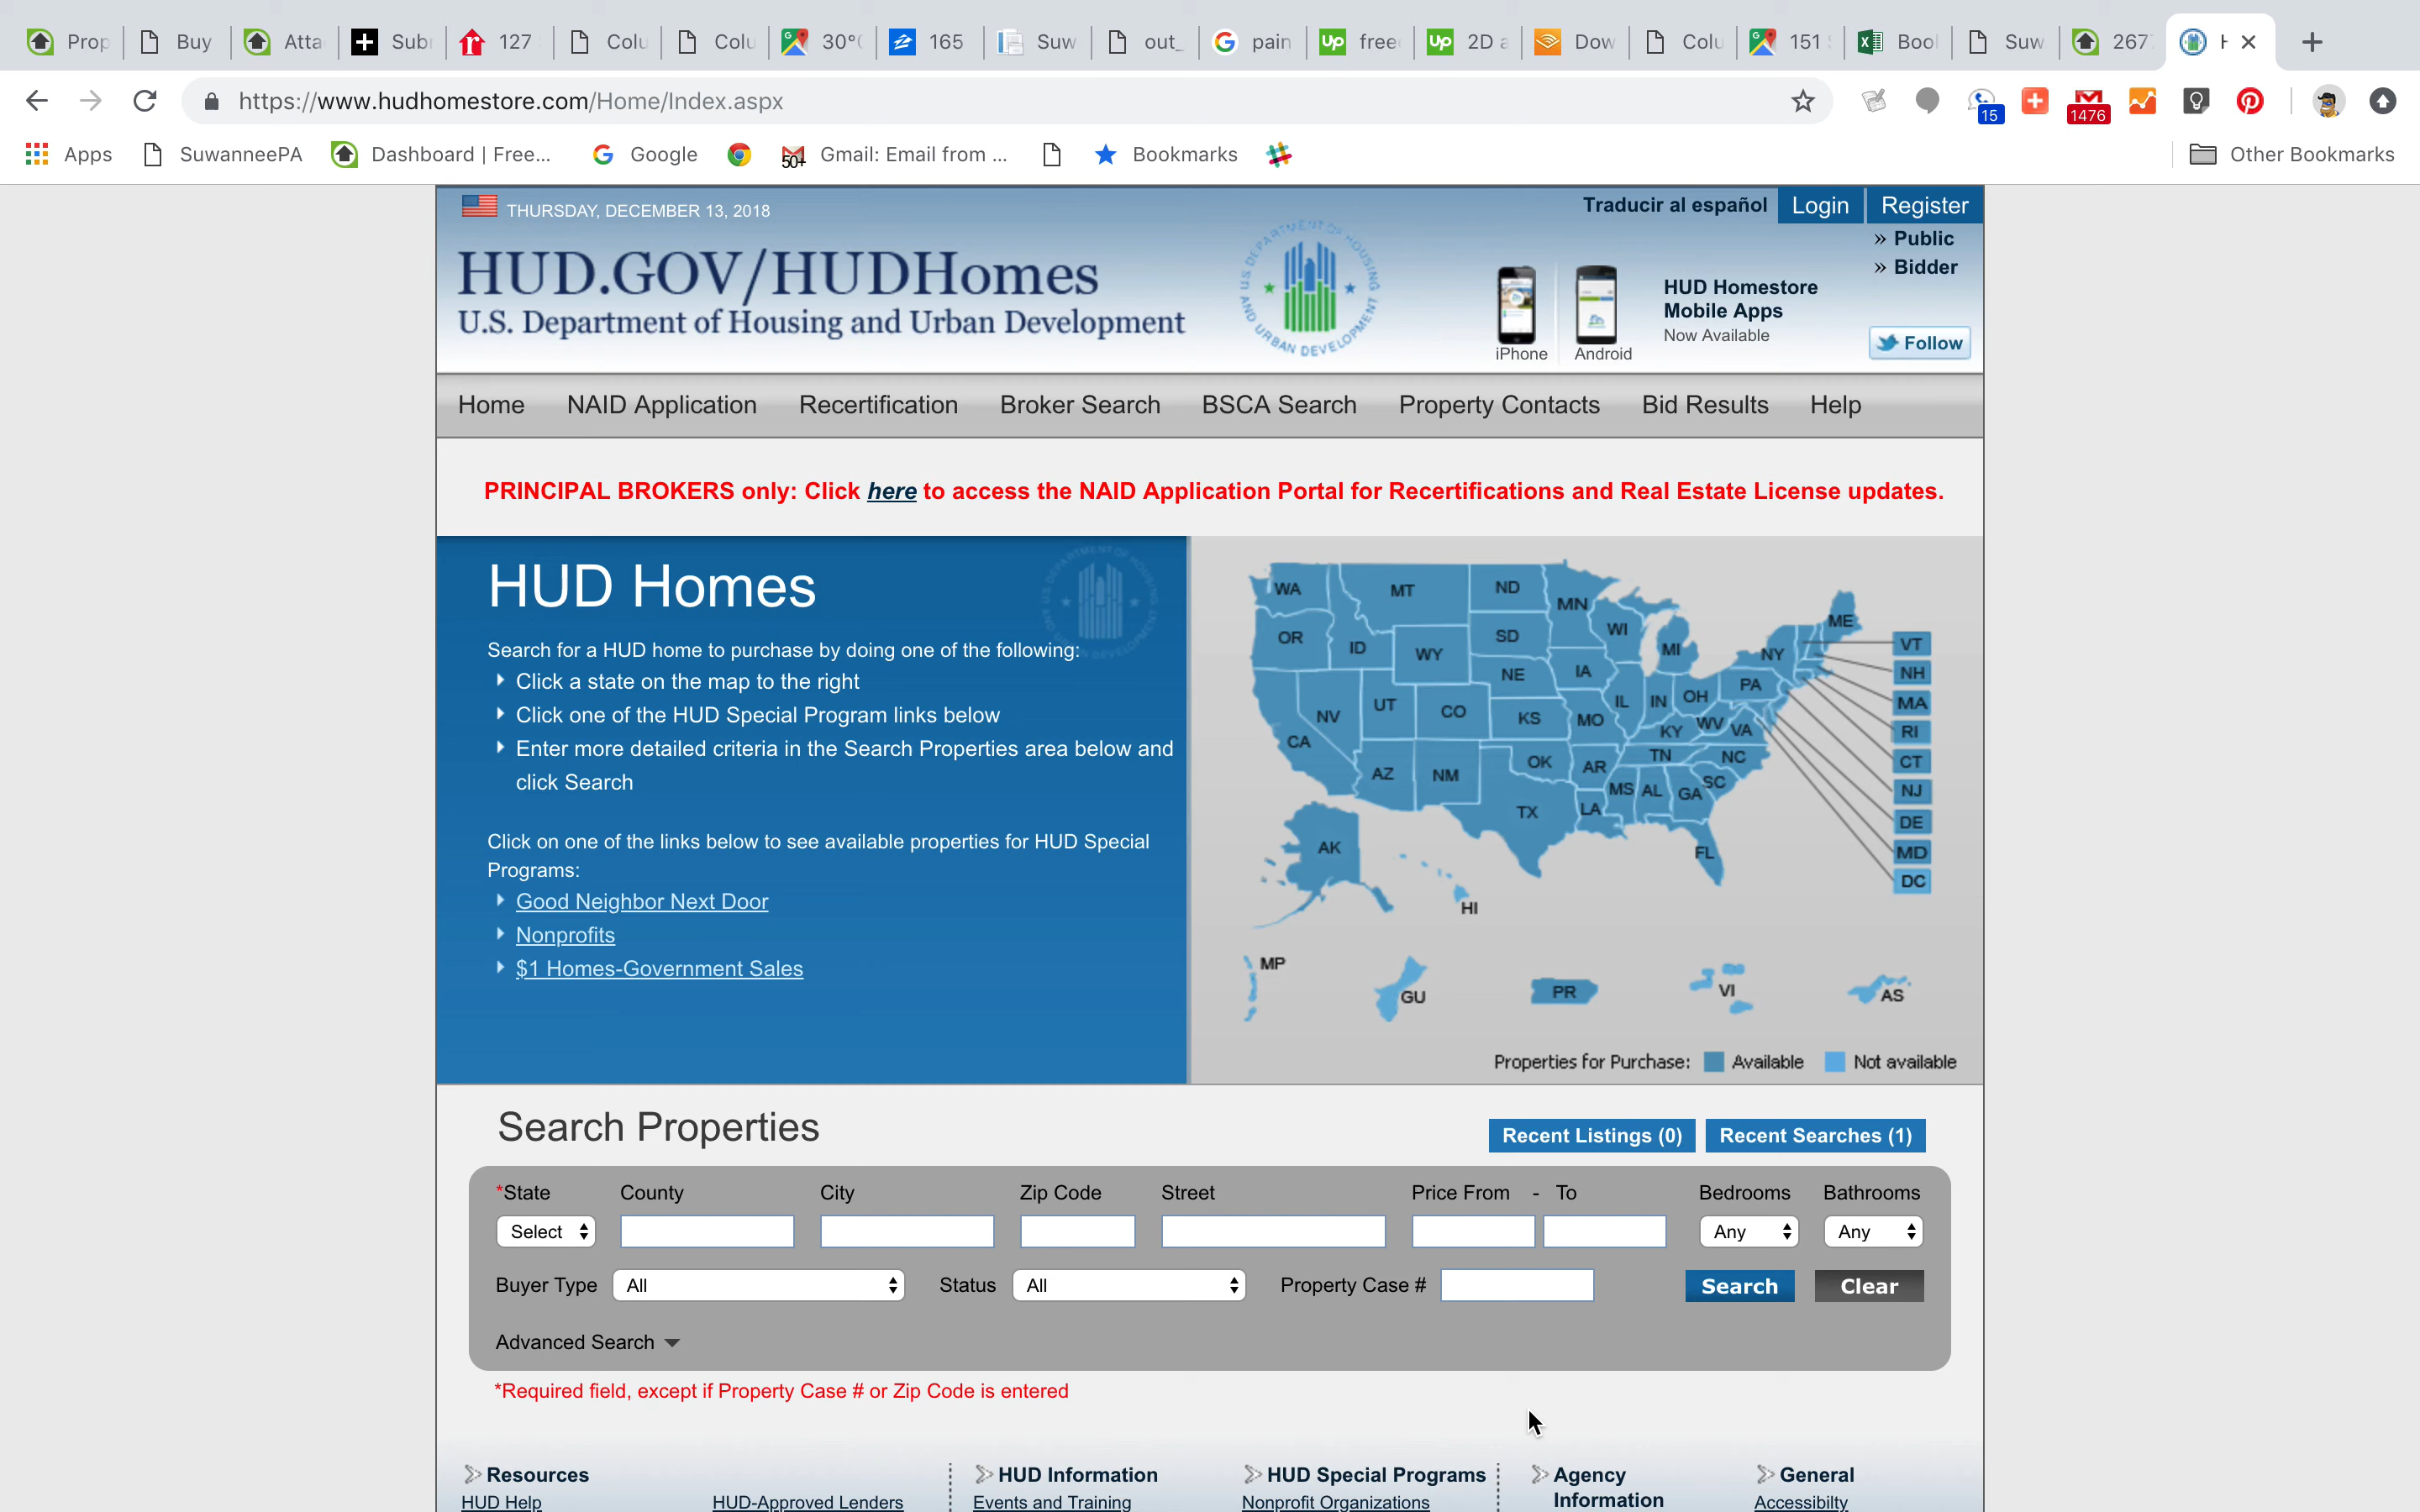 Prop Buy Atta Sub 127 Colu Colu 30° 165 Suw out_ pain free 2D a Dow Colu 151 Bool Suw 267
https://www.hudhomestore.com/Home/Index.aspx 15 1476
Apps SuwanneePA Dashboard | Free... Google 50+ Gmail: Email from ... Bookmarks Other Bookmarks
THURSDAY, DECEMBER 13, 2018
Traducir al español Login Register
» Public
» Bidder
HUD.GOV/HUDHomes
U.S. Department of Housing and Urban Development
U.S. DEPARTMENT OF HOUSING AND URBAN DEVELOPMENT
iPhone Android
HUD Homestore
Mobile Apps
Now Available
Follow
Home NAID Application Recertification Broker Search BSCA Search Property Contacts Bid Results Help
PRINCIPAL BROKERS only: Click here to access the NAID Application Portal for Recertifications and Real Estate License updates.
HUD Homes
Search for a HUD home to purchase by doing one of the following:
Click a state on the map to the right
Click one of the HUD Special Program links below
Enter more detailed criteria in the Search Properties area below and
click Search
Click on one of the links below to see available properties for HUD Special
Programs:
Good Neighbor Next Door
Nonprofits
$1 Homes-Government Sales
WA MT ND MN ME
OR ID WY SD WI MI NY
NV UT CO NE IA IL IN OH PA
CA KS MO KY WV VA
AZ NM OK AR TN NC
TX LA MS AL GA SC
AK HI FL
VT
NH
MA
RI
CT
NJ
DE
MD
DC
MP GU PR VI AS
Properties for Purchase: Available Not available
Search Properties
Recent Listings (0) Recent Searches (1)
*State County City Zip Code Street Price From - To Bedrooms Bathrooms
Select Any Any
Buyer Type All Status All Property Case # Search Clear
Advanced Search
*Required field, except if Property Case # or Zip Code is entered
Resources HUD Information HUD Special Programs Agency Information General
HUD Help HUD-Approved Lenders Events and Training Nonprofit Organizations Accessibilty